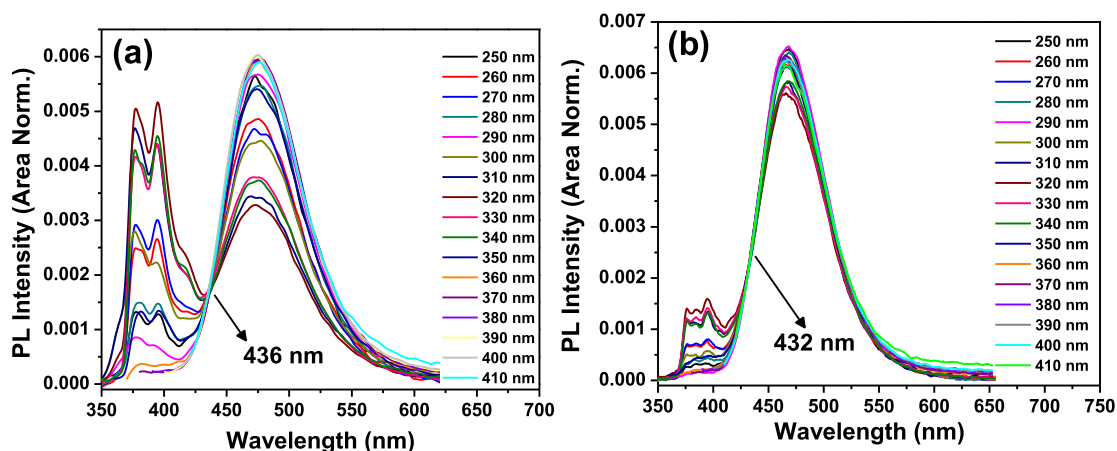 (a)
PL Intensity (Area Norm.)
0.006
0.005
0.004
0.003
0.002
0.001
0.000
350 400 450 500 550 600 650 700
Wavelength (nm)
436 nm
250 nm
260 nm
270 nm
280 nm
290 nm
300 nm
310 nm
320 nm
330 nm
340 nm
350 nm
360 nm
370 nm
380 nm
390 nm
400 nm
410 nm
(b)
PL Intensity (Area Norm.)
0.007
0.006
0.005
0.004
0.003
0.002
0.001
0.000
350 400 450 500 550 600 650 700 750
Wavelength (nm)
432 nm
250 nm
260 nm
270 nm
280 nm
290 nm
300 nm
310 nm
320 nm
330 nm
340 nm
350 nm
360 nm
370 nm
380 nm
390 nm
400 nm
410 nm